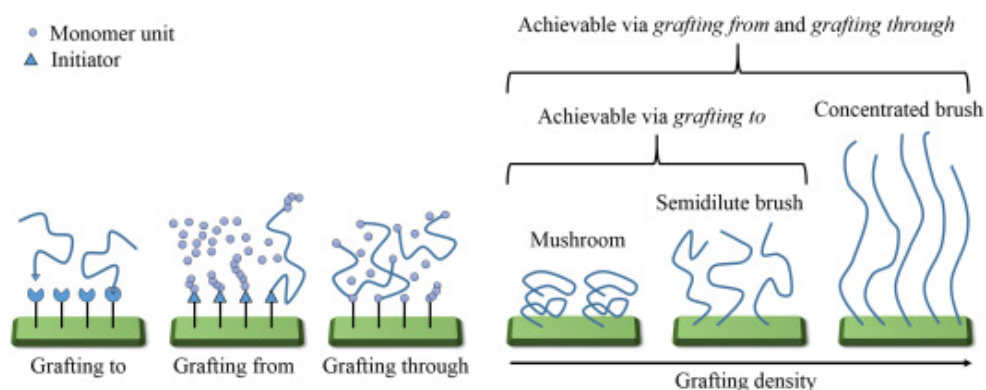 Monomer unit
Initiator
Grafting to
Grafting from
Grafting through
Achievable via grafting from and grafting through
Achievable via grafting to
Concentrated brush
Semidilute brush
Mushroom
Grafting density